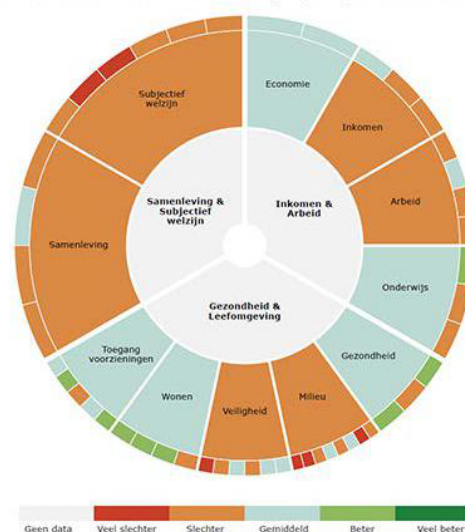 Subjectief
welzijn
Economie
Inkomen
Samenleving &
Subjectief
welzijn
Inkomen &
Arbeid
Arbeid
Samenleving
Onderwijs
Gezondheid &
Leefomgeving
Toegang
voorzieningen
Gezondheid
Wonen
Veiligheid
Milieu
Geen data
Veel slechter
Slechter
Gemiddeld
Beter
Veel beter